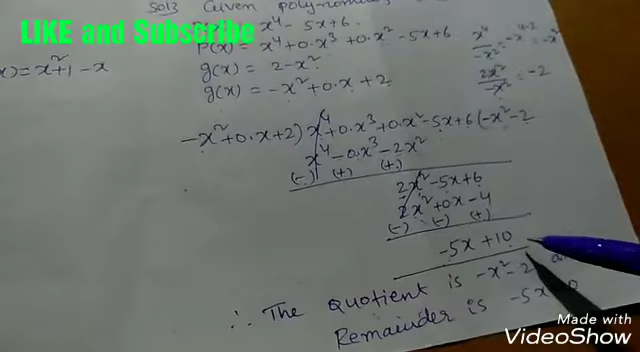 Sol3 Given polynomials
x⁴ - 5x + 6.
LIKE and Subscribe
P(x) = x⁴ + 0.x³ + 0.x² - 5x + 6
x) = x² + 1 - x
g(x) = 2 - x²
g(x) = -x² + 0.x + 2
x⁴/-x² = -x⁴⁻² = -x²
2x²/-x² = -2
-x² + 0.x + 2) x⁴ + 0.x³ + 0.x² - 5x + 6 (-x² - 2
x⁴ - 0.x³ - 2x²
(-) (+) (+)
2x² - 5x + 6
2x² + 0x - 4
(-) (-) (+)
-5x + 10
∴ The Quotient is -x² - 2
Remainder is -5x
Made with
VideoShow